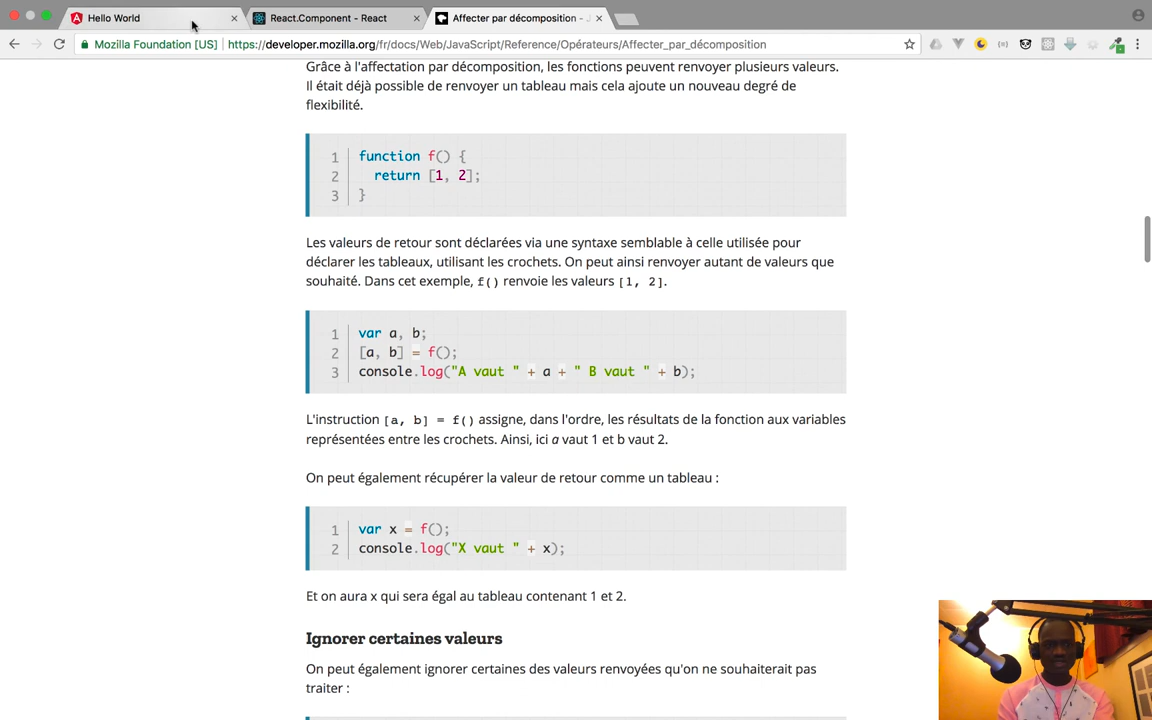 Hello World
React.Component - React
Affecter par décomposition - J
Mozilla Foundation [US]
https://developer.mozilla.org/fr/docs/Web/JavaScript/Reference/Opérateurs/Affecter_par_décomposition
Grâce à l'affectation par décomposition, les fonctions peuvent renvoyer plusieurs valeurs.
Il était déjà possible de renvoyer un tableau mais cela ajoute un nouveau degré de
flexibilité.
1 function f() {
2 return [1, 2];
3 }
Les valeurs de retour sont déclarées via une syntaxe semblable à celle utilisée pour
déclarer les tableaux, utilisant les crochets. On peut ainsi renvoyer autant de valeurs que
souhaité. Dans cet exemple, f() renvoie les valeurs [1, 2].
1 var a, b;
2 [a, b] = f();
3 console.log("A vaut " + a + " B vaut " + b);
L'instruction [a, b] = f() assigne, dans l'ordre, les résultats de la fonction aux variables
représentées entre les crochets. Ainsi, ici a vaut 1 et b vaut 2.
On peut également récupérer la valeur de retour comme un tableau :
1 var x = f();
2 console.log("X vaut " + x);
Et on aura x qui sera égal au tableau contenant 1 et 2.
Ignorer certaines valeurs
On peut également ignorer certaines des valeurs renvoyées qu'on ne souhaiterait pas
traiter :